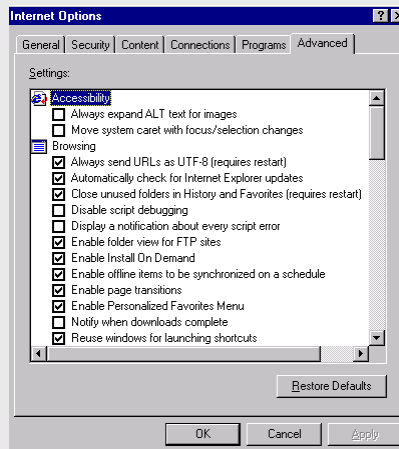 Internet Options
General Security Content Connections Programs Advanced
Settings:
Accessibility
Always expand ALT text for images
Move system caret with focus/selection changes
Browsing
Always send URLs as UTF-8 (requires restart)
Automatically check for Internet Explorer updates
Close unused folders in History and Favorites (requires restart)
Disable script debugging
Display a notification about every script error
Enable folder view for FTP sites
Enable Install On Demand
Enable offline items to be synchronized on a schedule
Enable page transitions
Enable Personalized Favorites Menu
Notify when downloads complete
Reuse windows for launching shortcuts
Restore Defaults
OK Cancel Apply